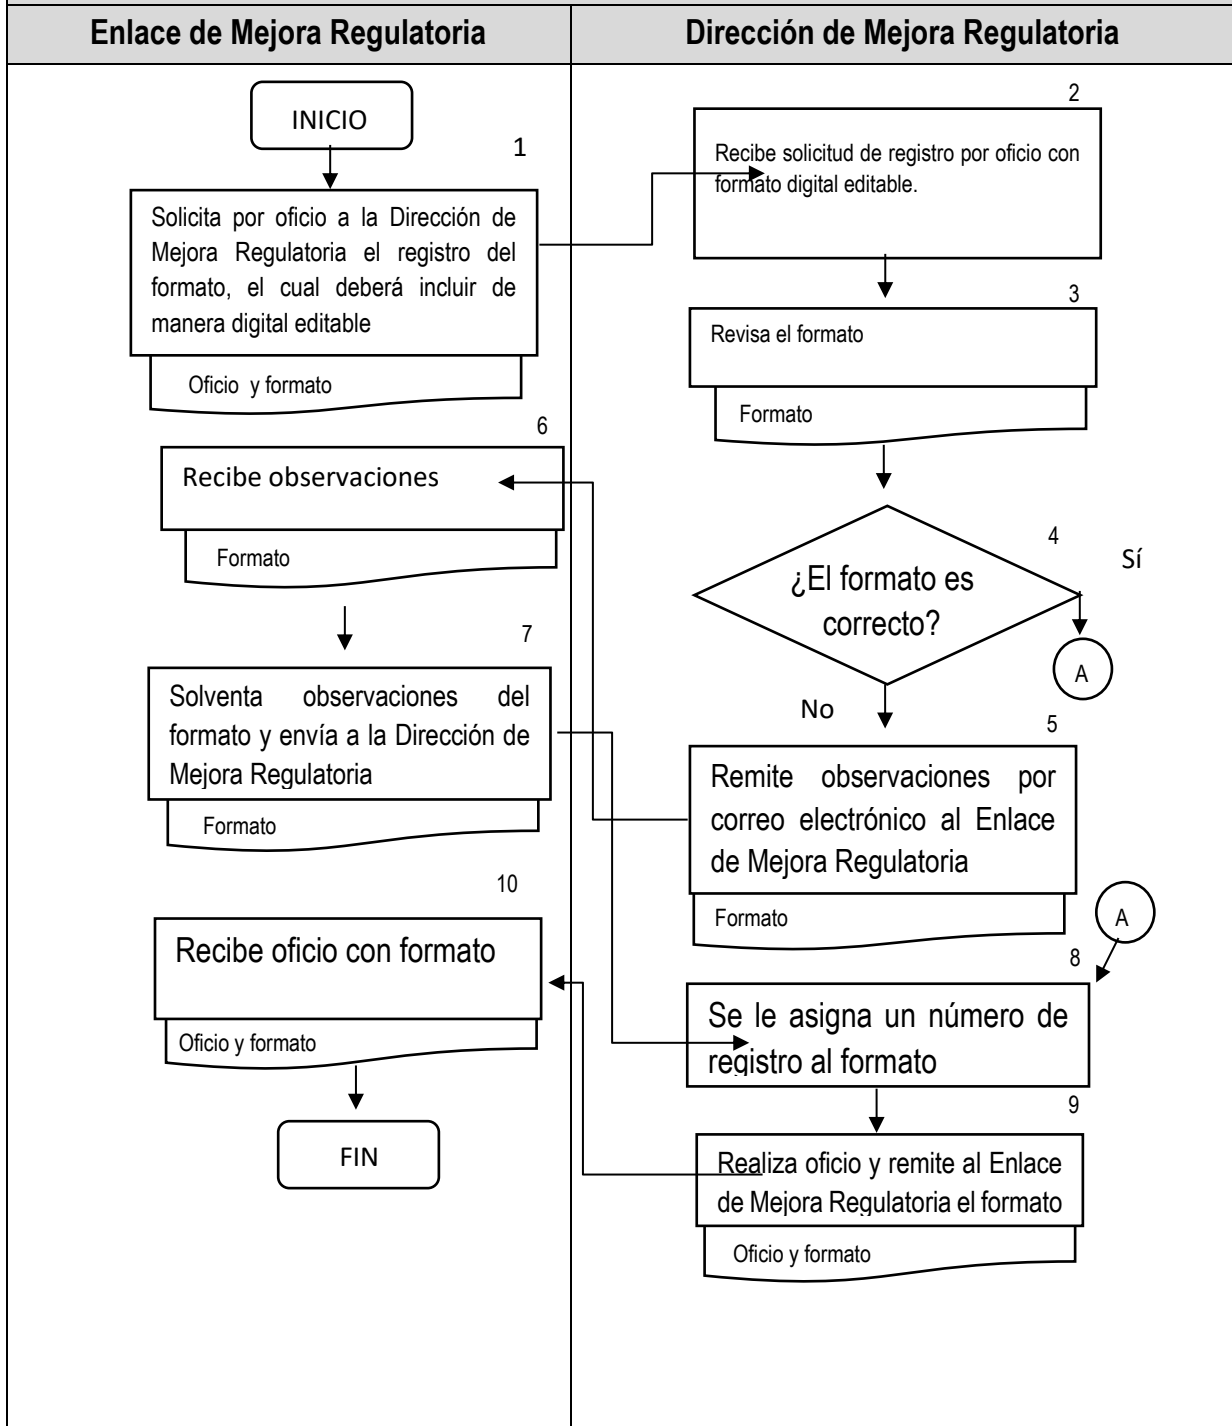 Enlace de Mejora Regulatoria
Dirección de Mejora Regulatoria
INICIO
1
Solicita por oficio a la Dirección de
Mejora Regulatoria el registro del
formato, el cual deberá incluir de
manera digital editable
Oficio y formato
2
Recibe solicitud de registro por oficio con
formato digital editable.
3
Revisa el formato
Formato
4
¿El formato es
correcto?
Sí
A
No
5
Remite observaciones por
correo electrónico al Enlace
de Mejora Regulatoria
Formato
6
Recibe observaciones
Formato
7
Solventa observaciones del
formato y envía a la Dirección de
Mejora Regulatoria
Formato
A
8
Se le asigna un número de
registro al formato
9
Realiza oficio y remite al Enlace
de Mejora Regulatoria el formato
Oficio y formato
10
Recibe oficio con formato
Oficio y formato
FIN